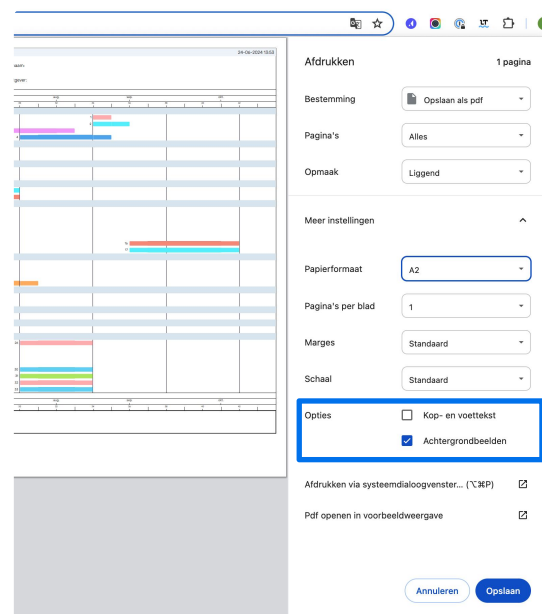 24-06-2024 13:53
Afdrukken
1 pagina
Bestemming
Opslaan als pdf
Pagina's
Alles
Opmaak
Liggend
Meer instellingen
Papierformaat
A2
Pagina's per blad
1
Marges
Standaard
Schaal
Standaard
Opties
Kop- en voettekst
Achtergrondbeelden
Afdrukken via systeemdialoogvenster... (⌥⌘P)
Pdf openen in voorbeeldweergave
Annuleren
Opslaan